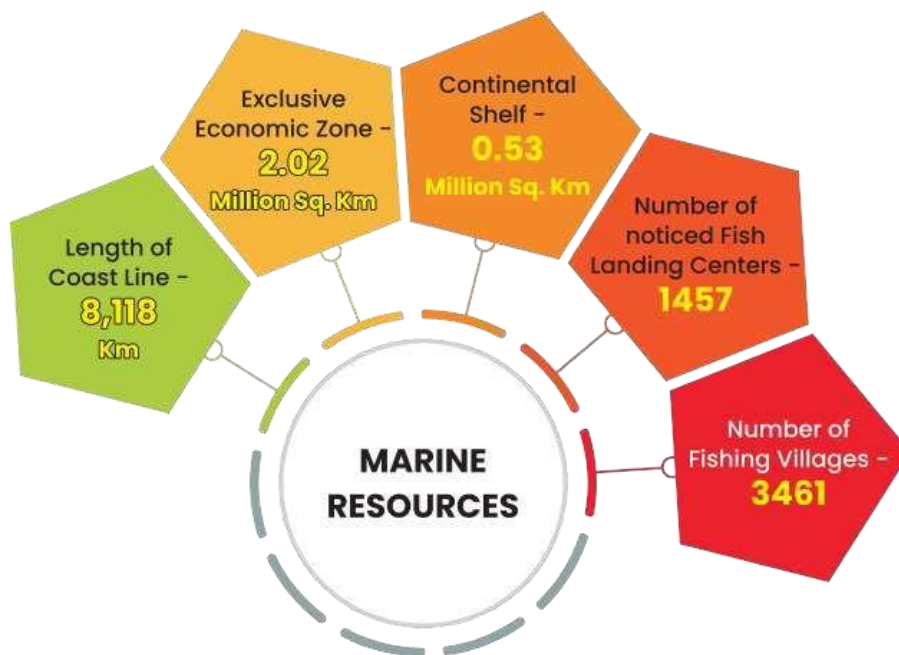 Length of
Coast Line -
8,118
Km
Exclusive
Economic Zone -
2.02
Million Sq. Km
Continental
Shelf -
0.53
Million Sq. Km
Number of
noticed Fish
Landing Centers -
1457
Number of
Fishing Villages -
3461
MARINE
RESOURCES